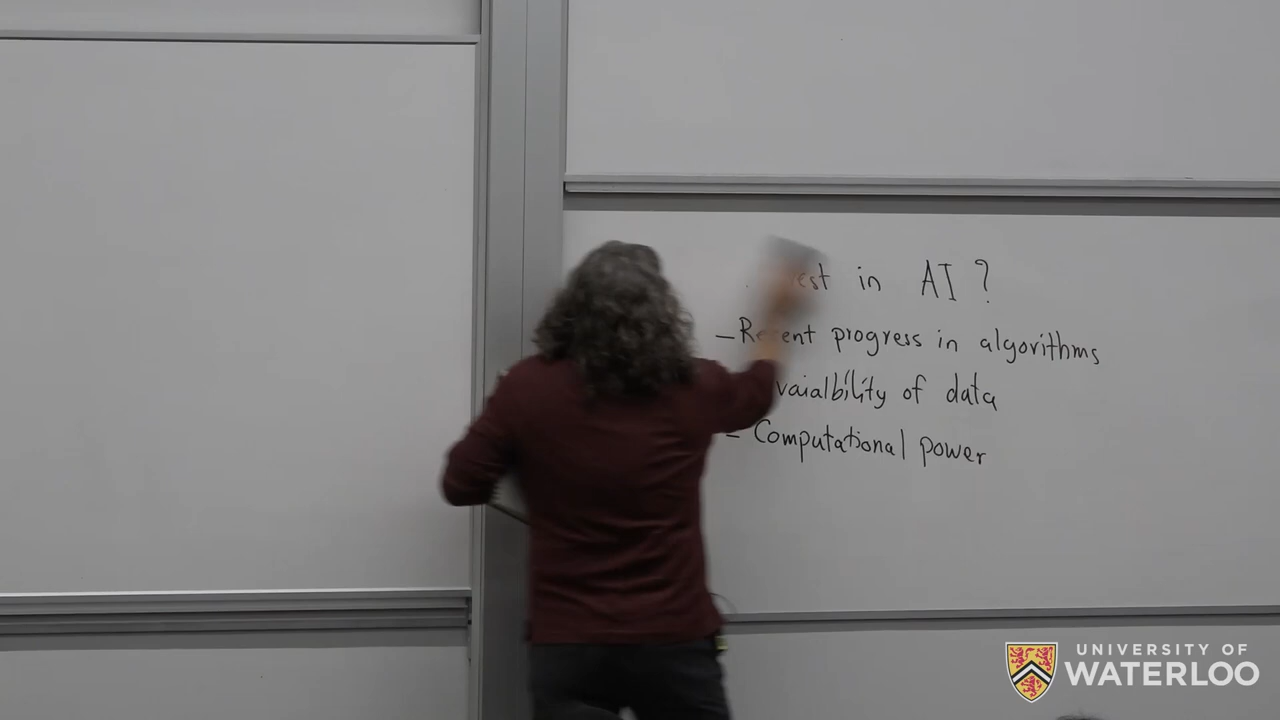 in AI ?
- Recent progress in algorithms
vaialbility of data
- Computational power
UNIVERSITY OF
WATERLOO